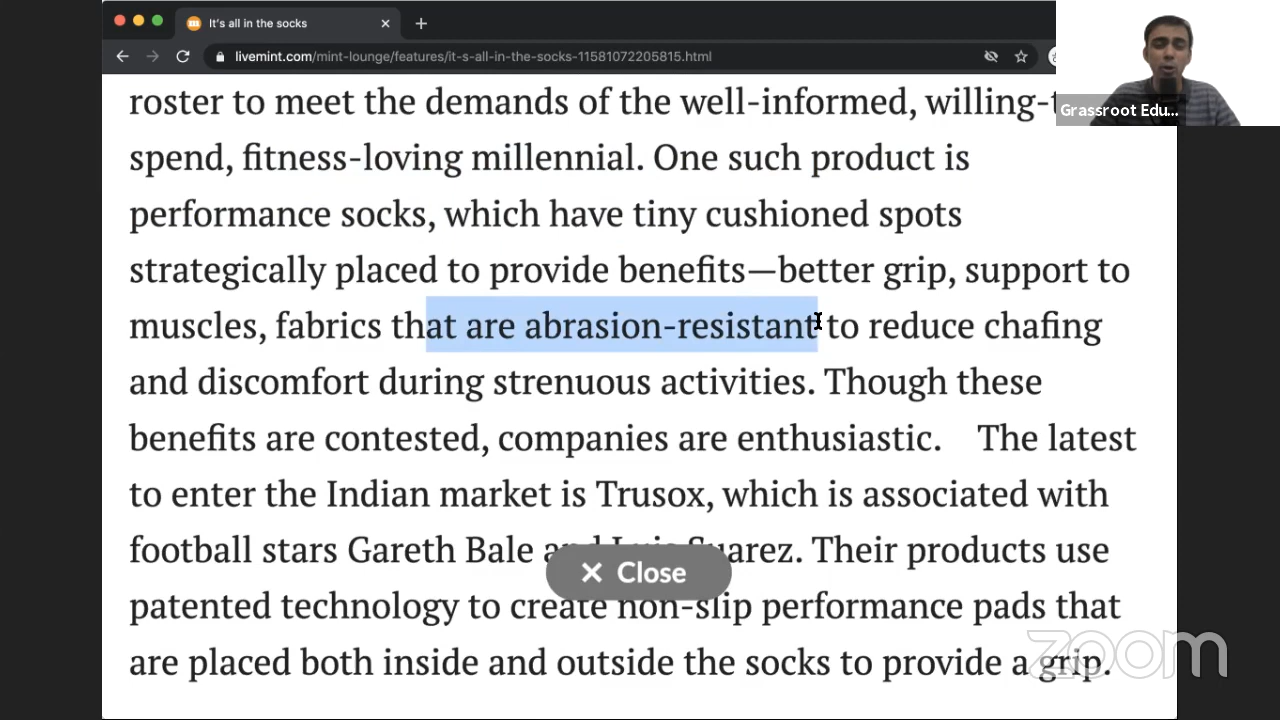 It's all in the socks
livemint.com/mint-lounge/features/it-s-all-in-the-socks-11581072205815.html
Grassroot Edu...
roster to meet the demands of the well-informed, willing-t
spend, fitness-loving millennial. One such product is
performance socks, which have tiny cushioned spots
strategically placed to provide benefits—better grip, support to
muscles, fabrics that are abrasion-resistant to reduce chafing
and discomfort during strenuous activities. Though these
benefits are contested, companies are enthusiastic. The latest
to enter the Indian market is Trusox, which is associated with
football stars Gareth Bale and Luis Suarez. Their products use
Close
patented technology to create non-slip performance pads that
are placed both inside and outside the socks to provide a grip.
zoom